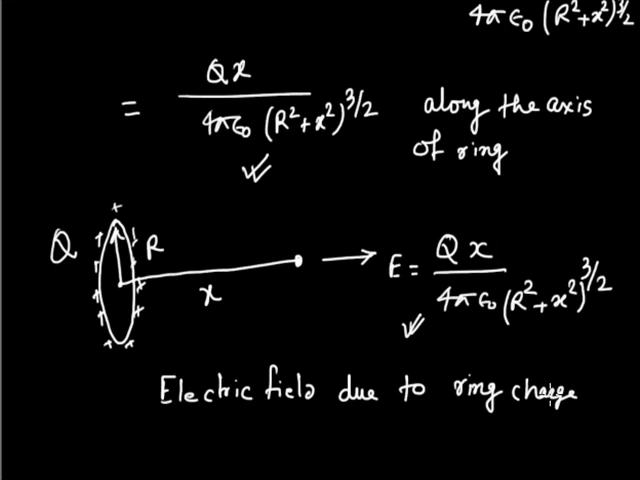 4πϵ₀ (R²+x²)^3/2
= Qx / 4πϵ₀ (R²+x²)^3/2 along the axis
of ring
Q R x → E = Qx / 4πϵ₀ (R²+x²)^3/2
Electric field due to ring charge